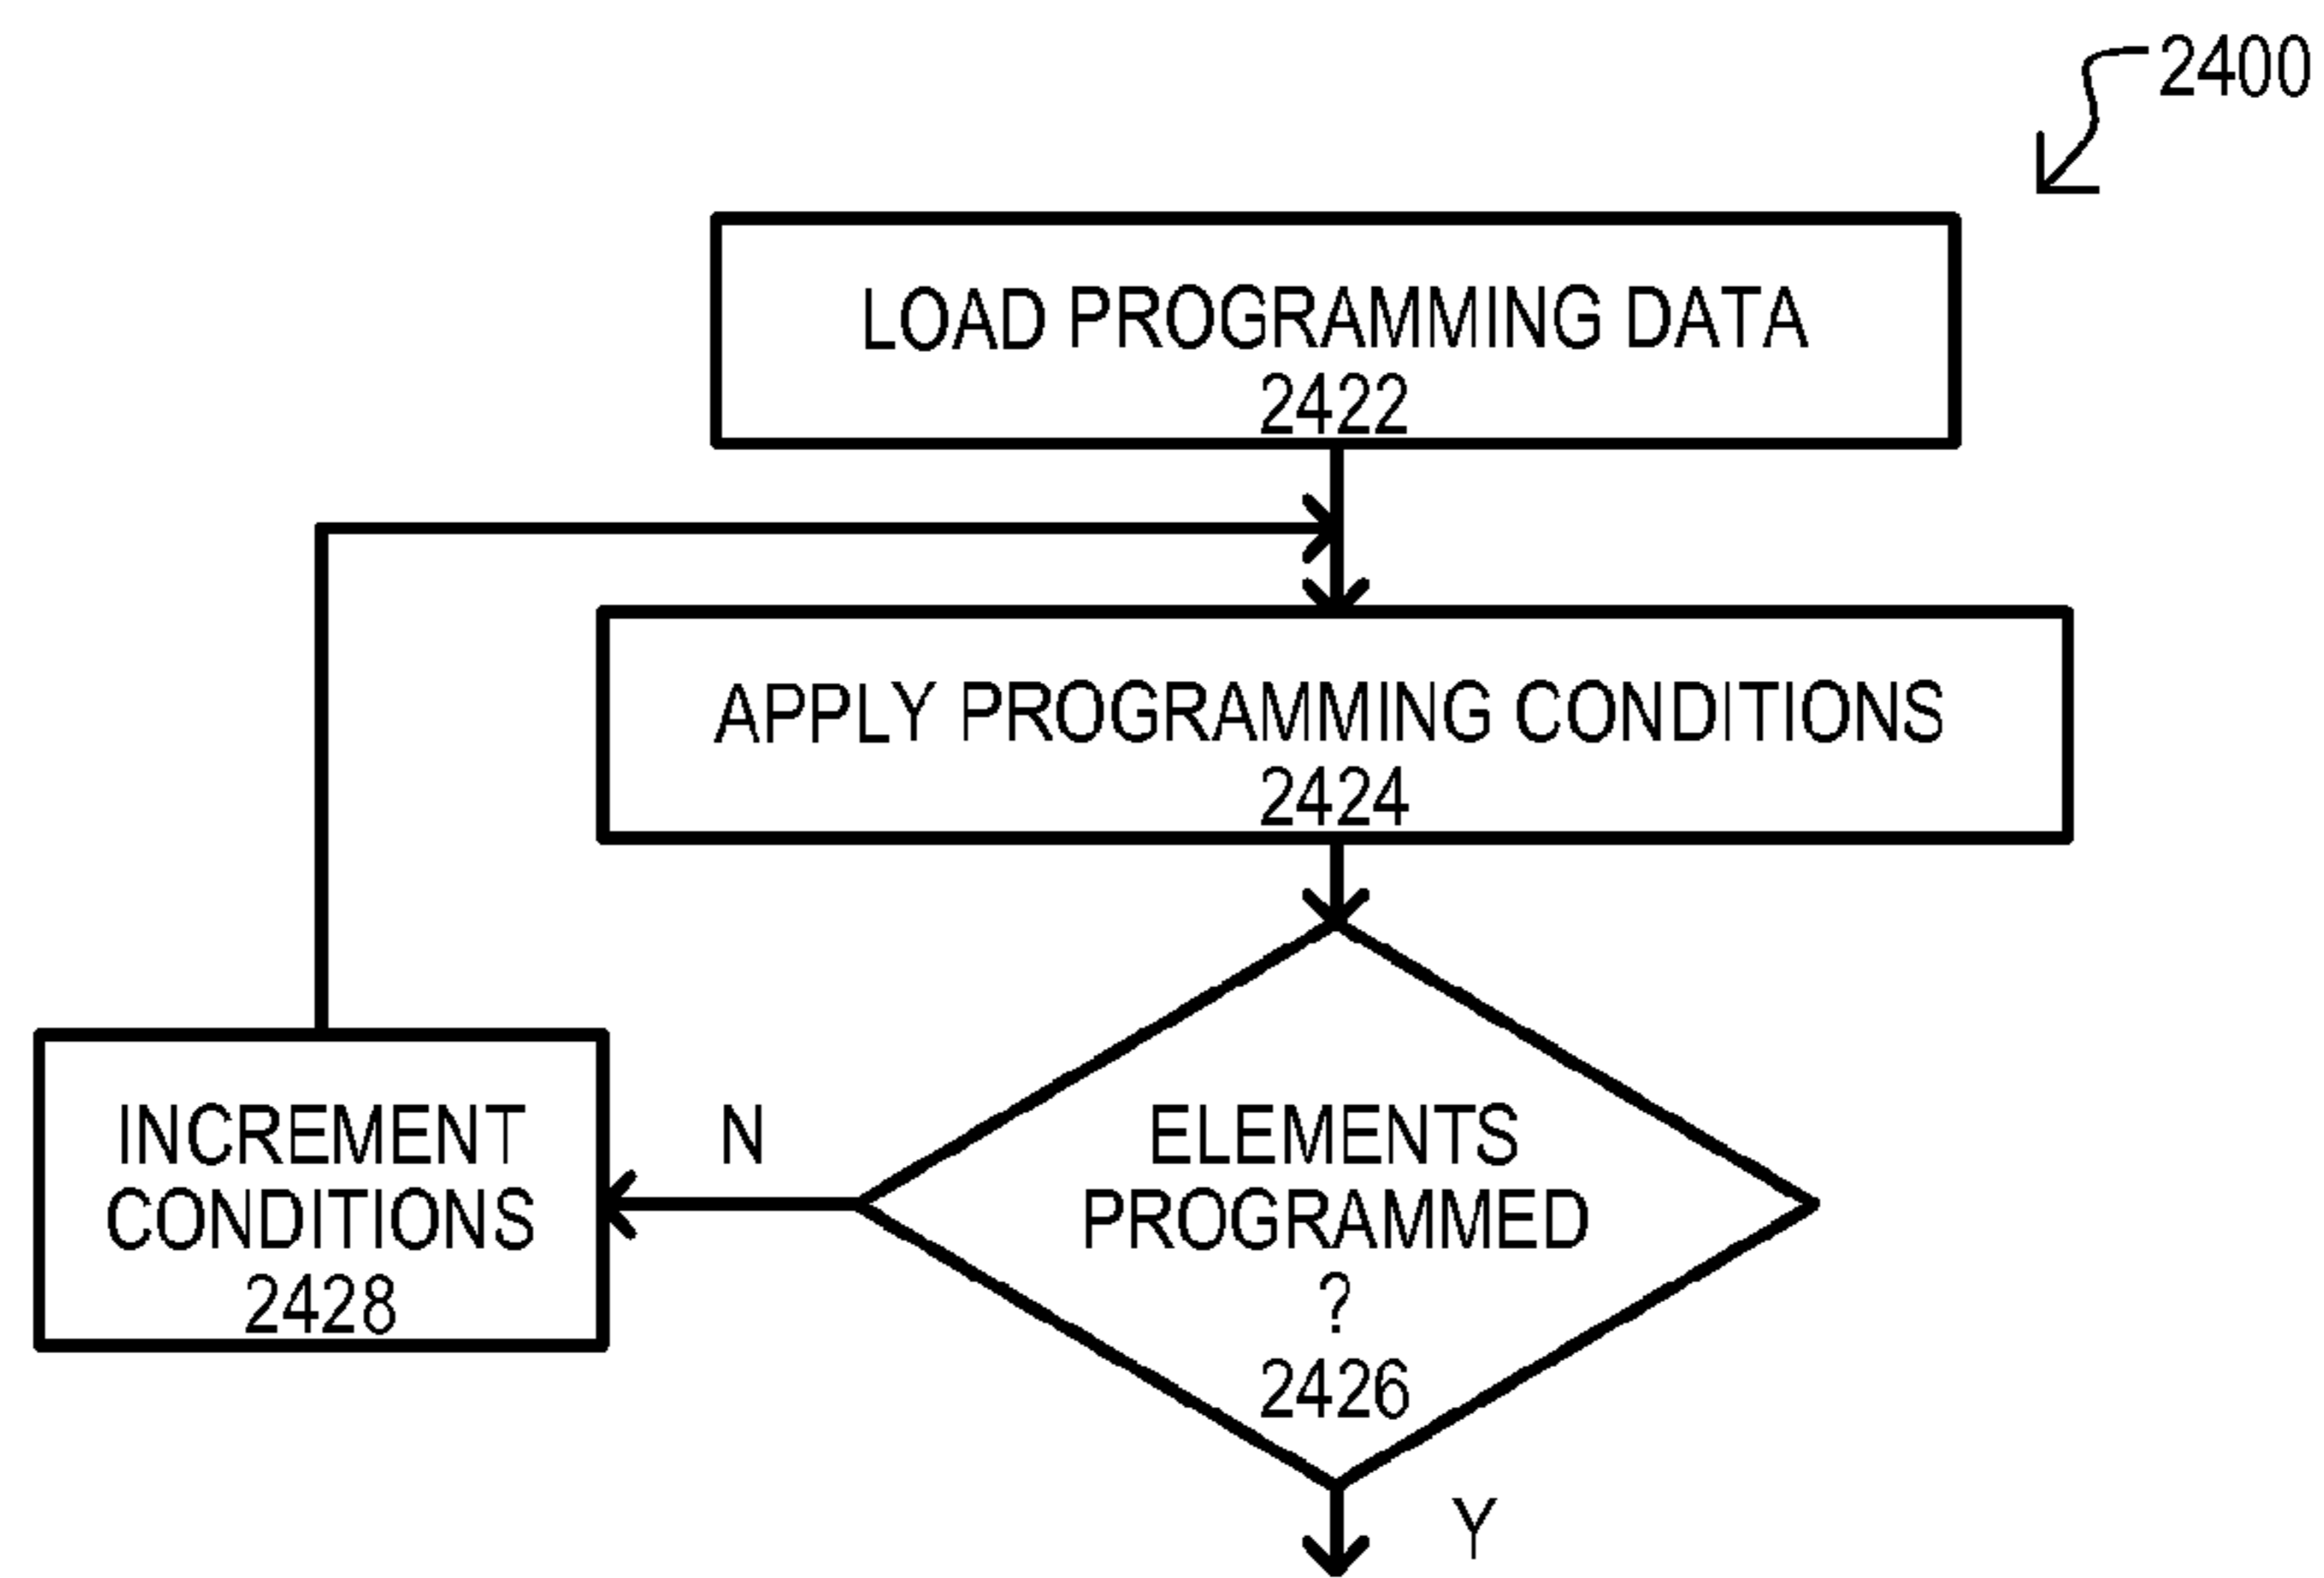 2400
LOAD PROGRAMMING DATA
2422
APPLY PROGRAMMING CONDITIONS
2424
ELEMENTS
PROGRAMMED
?
2426
N
INCREMENT
CONDITIONS
2428
Y